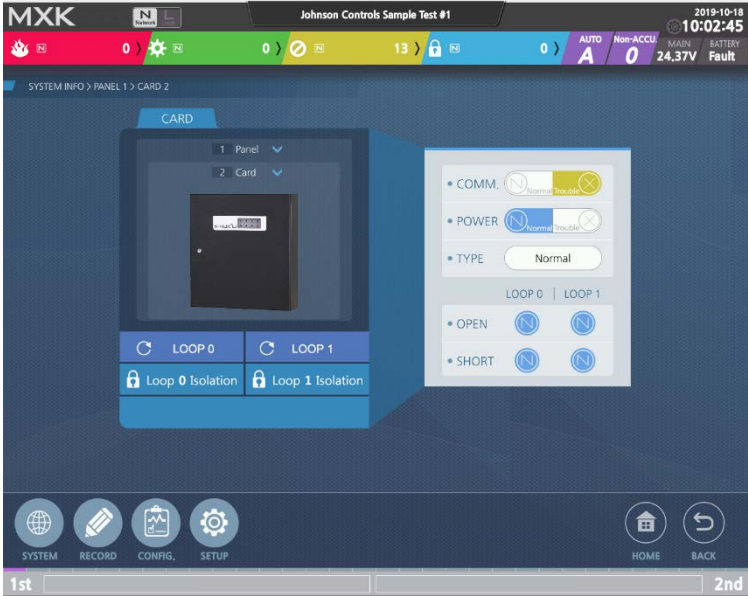 MXK
N
Network
L
Johnson Controls Sample Test #1
2019-10-18
10:02:45
N 0
N 0
N 13
N 0
AUTO
A
Non-ACCU.
0
MAIN
24.37V
BATTERY
Fault
SYSTEM INFO > PANEL 1 > CARD 2
CARD
1 Panel
2 Card
• COMM. N Normal Trouble
• POWER N Normal Trouble
• TYPE Normal
LOOP 0 | LOOP 1
• OPEN N N
• SHORT N N
LOOP 0
LOOP 1
Loop 0 Isolation
Loop 1 Isolation
SYSTEM
RECORD
CONFIG.
SETUP
HOME
BACK
1st
2nd